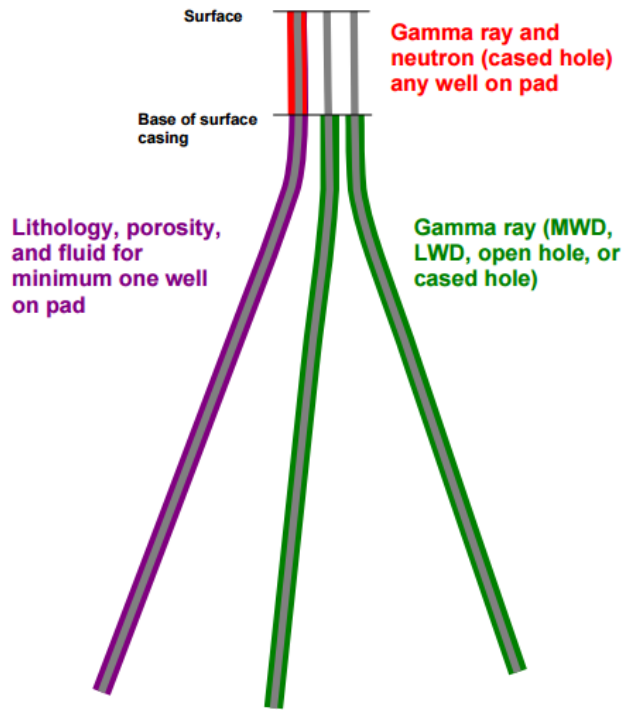 Surface
Gamma ray and
neutron (cased hole)
any well on pad
Base of surface
casing
Lithology, porosity,
and fluid for
minimum one well
on pad
Gamma ray (MWD,
LWD, open hole, or
cased hole)